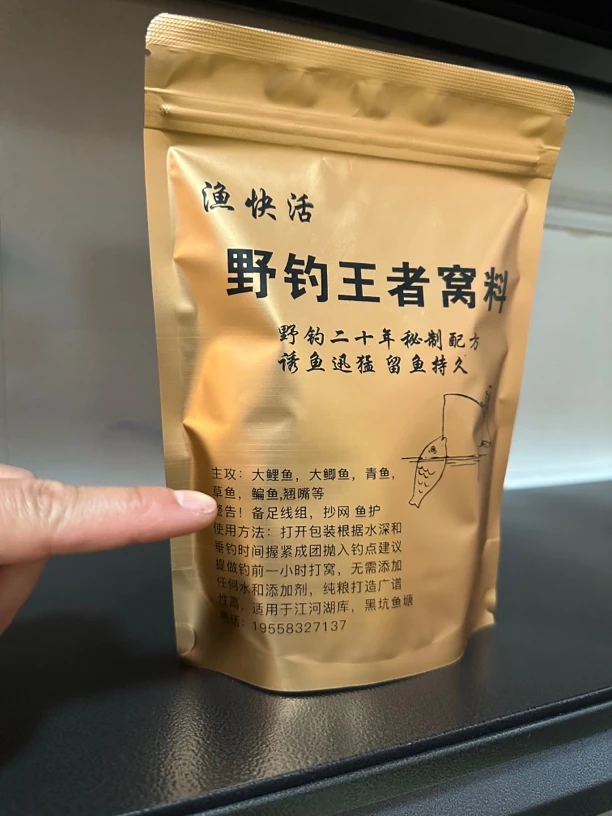 渔快活
野钓王者窝料
野钓二十年秘制配方
诱鱼迅猛留鱼持久
主攻：大鲤鱼，大鲫鱼，青鱼，
草鱼，鳊鱼,翘嘴等
告！备足线组，抄网 鱼护
使用方法：打开包装根据水深和
垂钓时间握紧成团抛入钓点建议
提做钓前一小时打窝，无需添加
任何水和添加剂，纯粮打造广谱
性高，适用于江河湖库，黑坑鱼塘
电话：19558327137